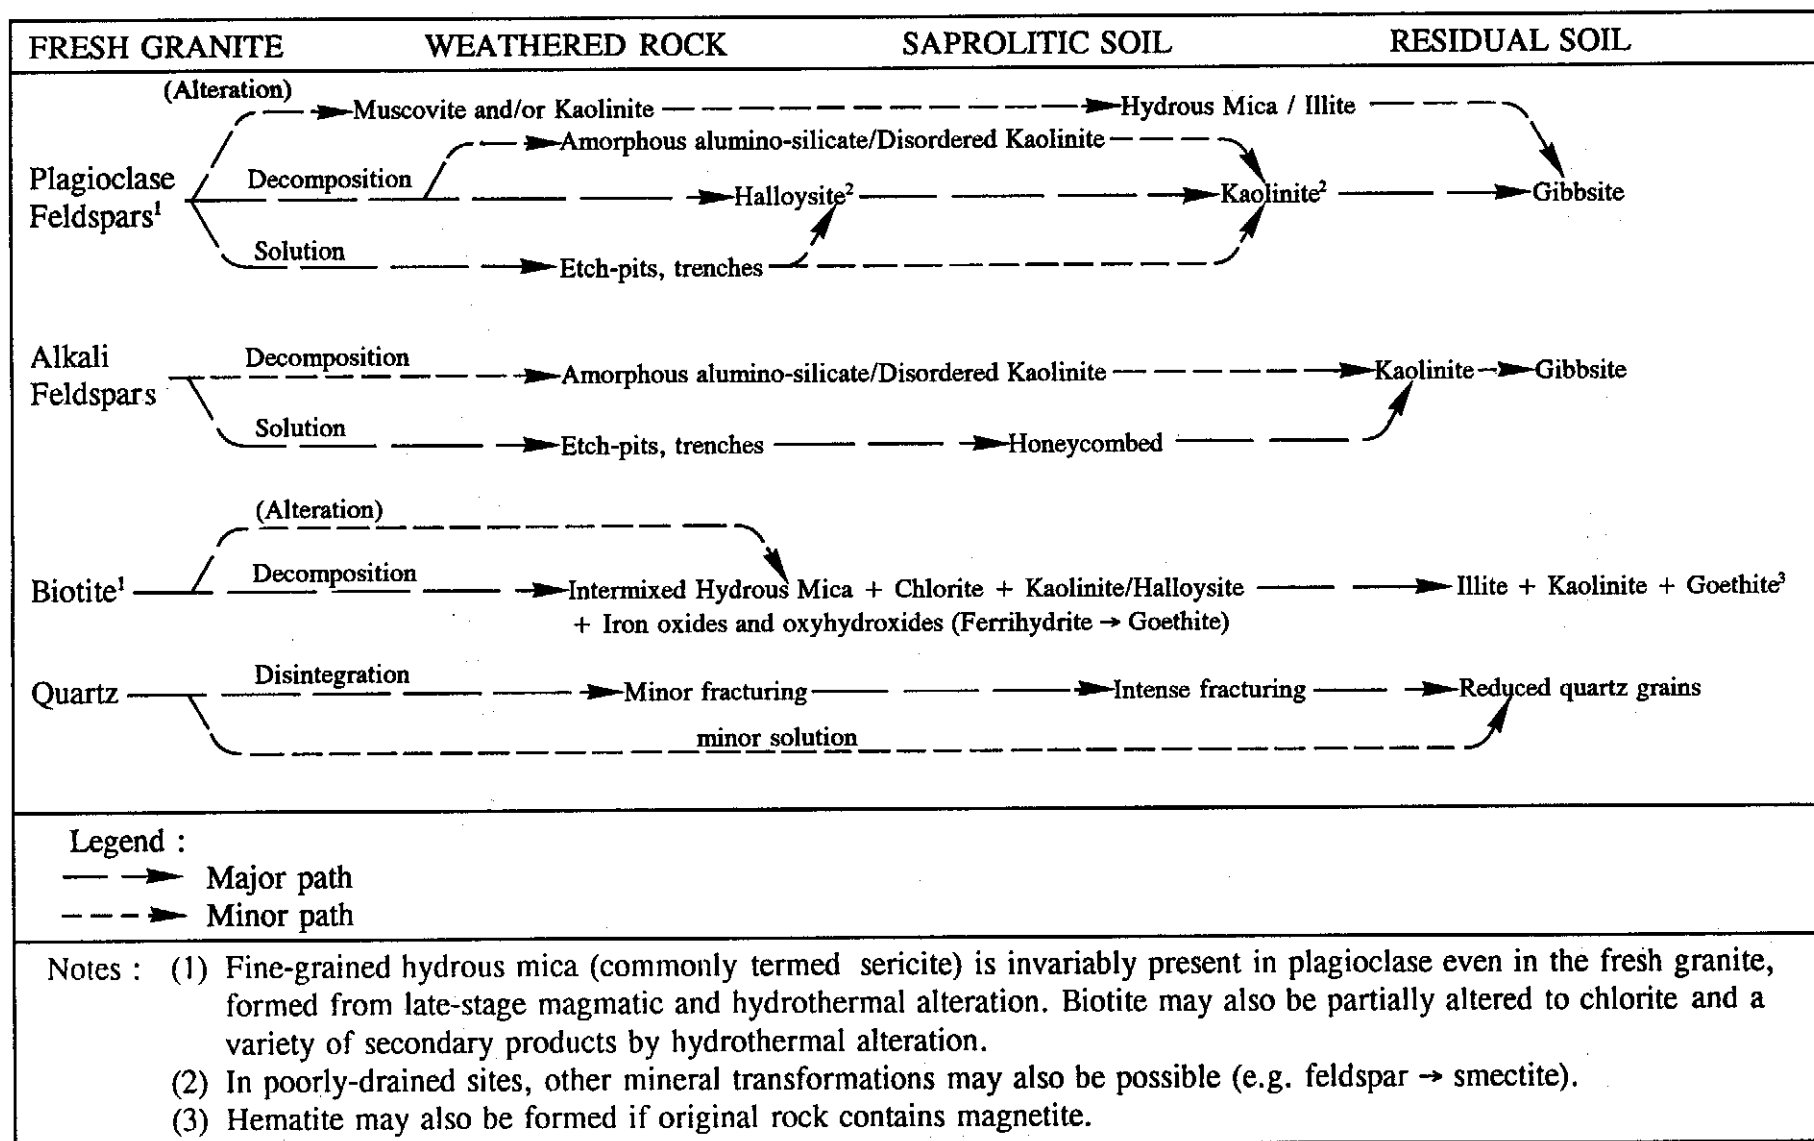 FRESH GRANITE WEATHERED ROCK SAPROLITIC SOIL RESIDUAL SOIL
(Alteration)
Muscovite and/or Kaolinite Hydrous Mica / Illite
Amorphous alumino-silicate/Disordered Kaolinite
Plagioclase
Feldspars¹
Decomposition
Halloysite² Kaolinite² Gibbsite
Solution
Etch-pits, trenches
Alkali
Feldspars
Decomposition
Amorphous alumino-silicate/Disordered Kaolinite Kaolinite Gibbsite
Solution
Etch-pits, trenches Honeycombed
(Alteration)
Biotite¹
Decomposition
Intermixed Hydrous Mica + Chlorite + Kaolinite/Halloysite Illite + Kaolinite + Goethite³
+ Iron oxides and oxyhydroxides (Ferrihydrite → Goethite)
Disintegration
Quartz Minor fracturing Intense fracturing Reduced quartz grains
minor solution
Legend :
Major path
Minor path
Notes : (1) Fine-grained hydrous mica (commonly termed sericite) is invariably present in plagioclase even in the fresh granite,
formed from late-stage magmatic and hydrothermal alteration. Biotite may also be partially altered to chlorite and a
variety of secondary products by hydrothermal alteration.
(2) In poorly-drained sites, other mineral transformations may also be possible (e.g. feldspar → smectite).
(3) Hematite may also be formed if original rock contains magnetite.